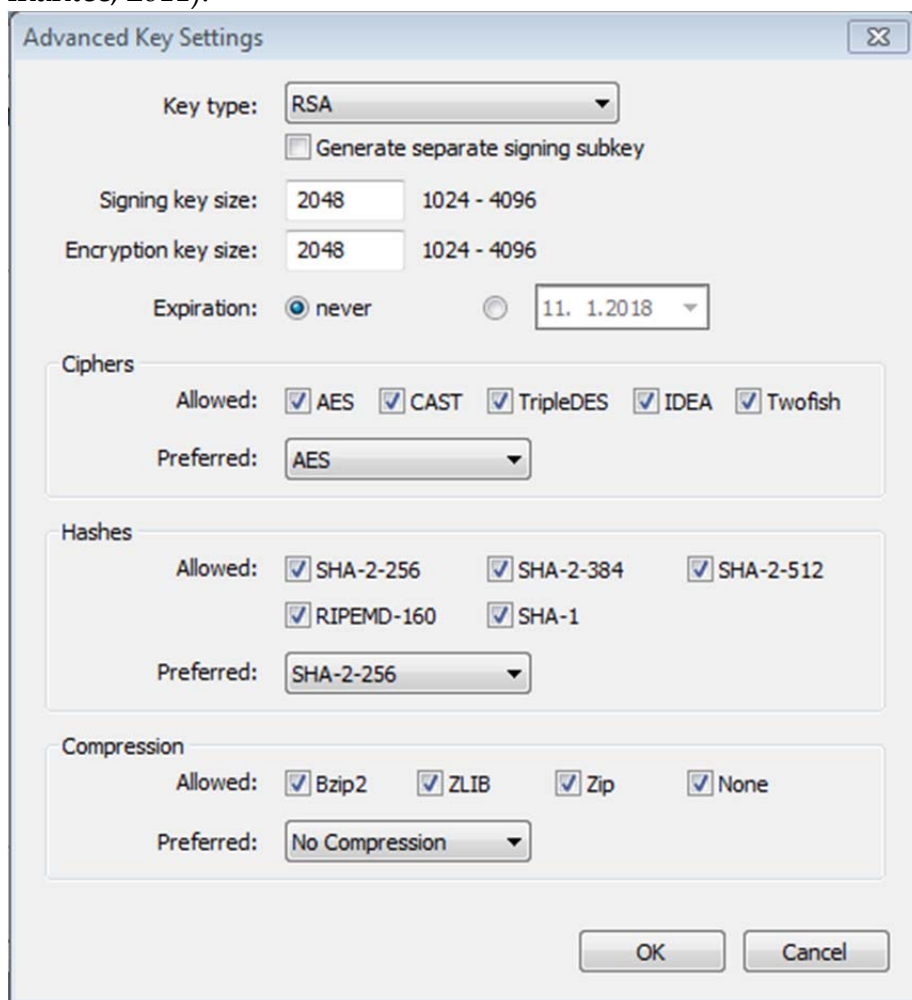 Advanced Key Settings
Key type: RSA
Generate separate signing subkey
Signing key size: 2048 1024 - 4096
Encryption key size: 2048 1024 - 4096
Expiration: never 11. 1.2018
Ciphers
Allowed: AES CAST TripleDES IDEA Twofish
Preferred: AES
Hashes
Allowed: SHA-2-256 SHA-2-384 SHA-2-512
RIPEMD-160 SHA-1
Preferred: SHA-2-256
Compression
Allowed: Bzip2 ZLIB Zip None
Preferred: No Compression
OK Cancel